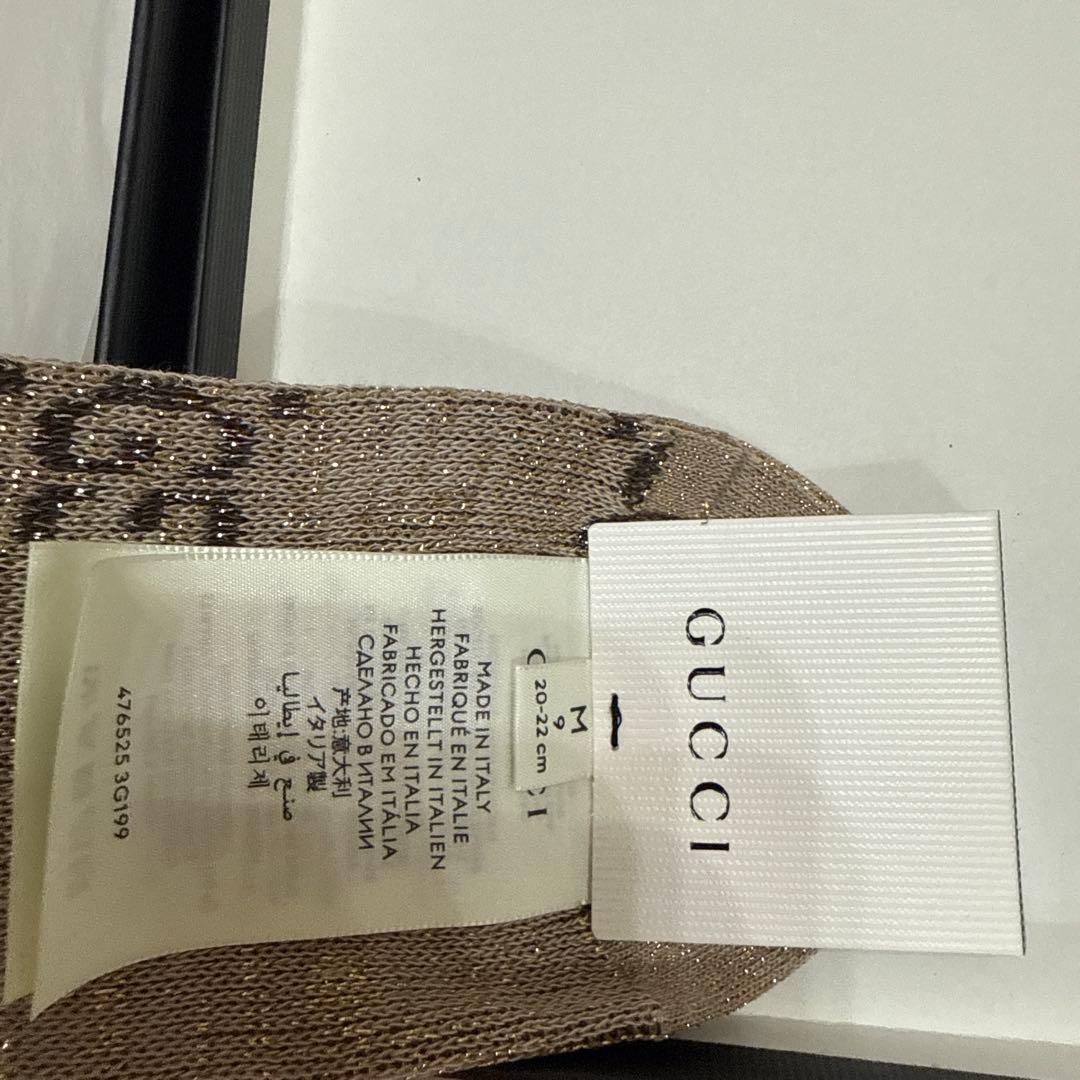 GUCCI
M
9
20-22 cm
MADE IN ITALY
FABRIQUÉ EN ITALIE
HERGESTELLT IN ITALIEN
HECHO EN ITALIA
FABRICADO EM ITÁLIA
СДЕЛАНО В ИТАЛИИ
产地:意大利
イタリア製
صنع في إيطاليا
이태리제
476525 3G199